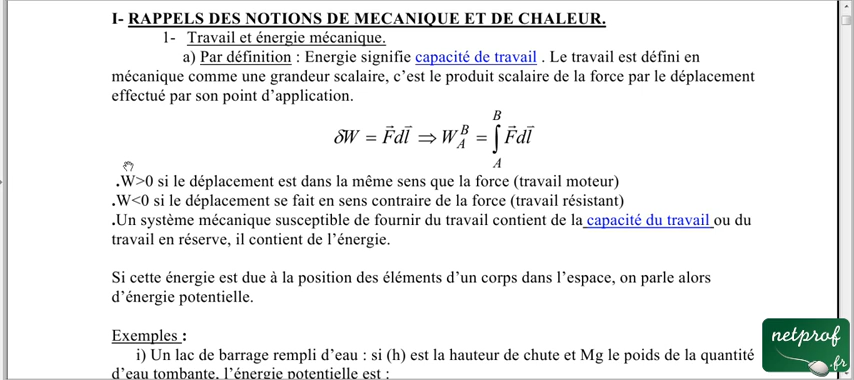 I- RAPPELS DES NOTIONS DE MECANIQUE ET DE CHALEUR.
1- Travail et énergie mécanique.
a) Par définition : Energie signifie capacité de travail . Le travail est défini en
mécanique comme une grandeur scalaire, c’est le produit scalaire de la force par le déplacement
effectué par son point d’application.
δW = F⃗dl⃗ ⇒ W_A^B = ∫_A^B F⃗dl⃗
.W>0 si le déplacement est dans la même sens que la force (travail moteur)
.W<0 si le déplacement se fait en sens contraire de la force (travail résistant)
.Un système mécanique susceptible de fournir du travail contient de la capacité du travail ou du
travail en réserve, il contient de l’énergie.
Si cette énergie est due à la position des éléments d’un corps dans l’espace, on parle alors
d’énergie potentielle.
Exemples :
i) Un lac de barrage rempli d’eau : si (h) est la hauteur de chute et Mg le poids de la quantité
d’eau tombante, l’énergie potentielle est :
netprof
.fr